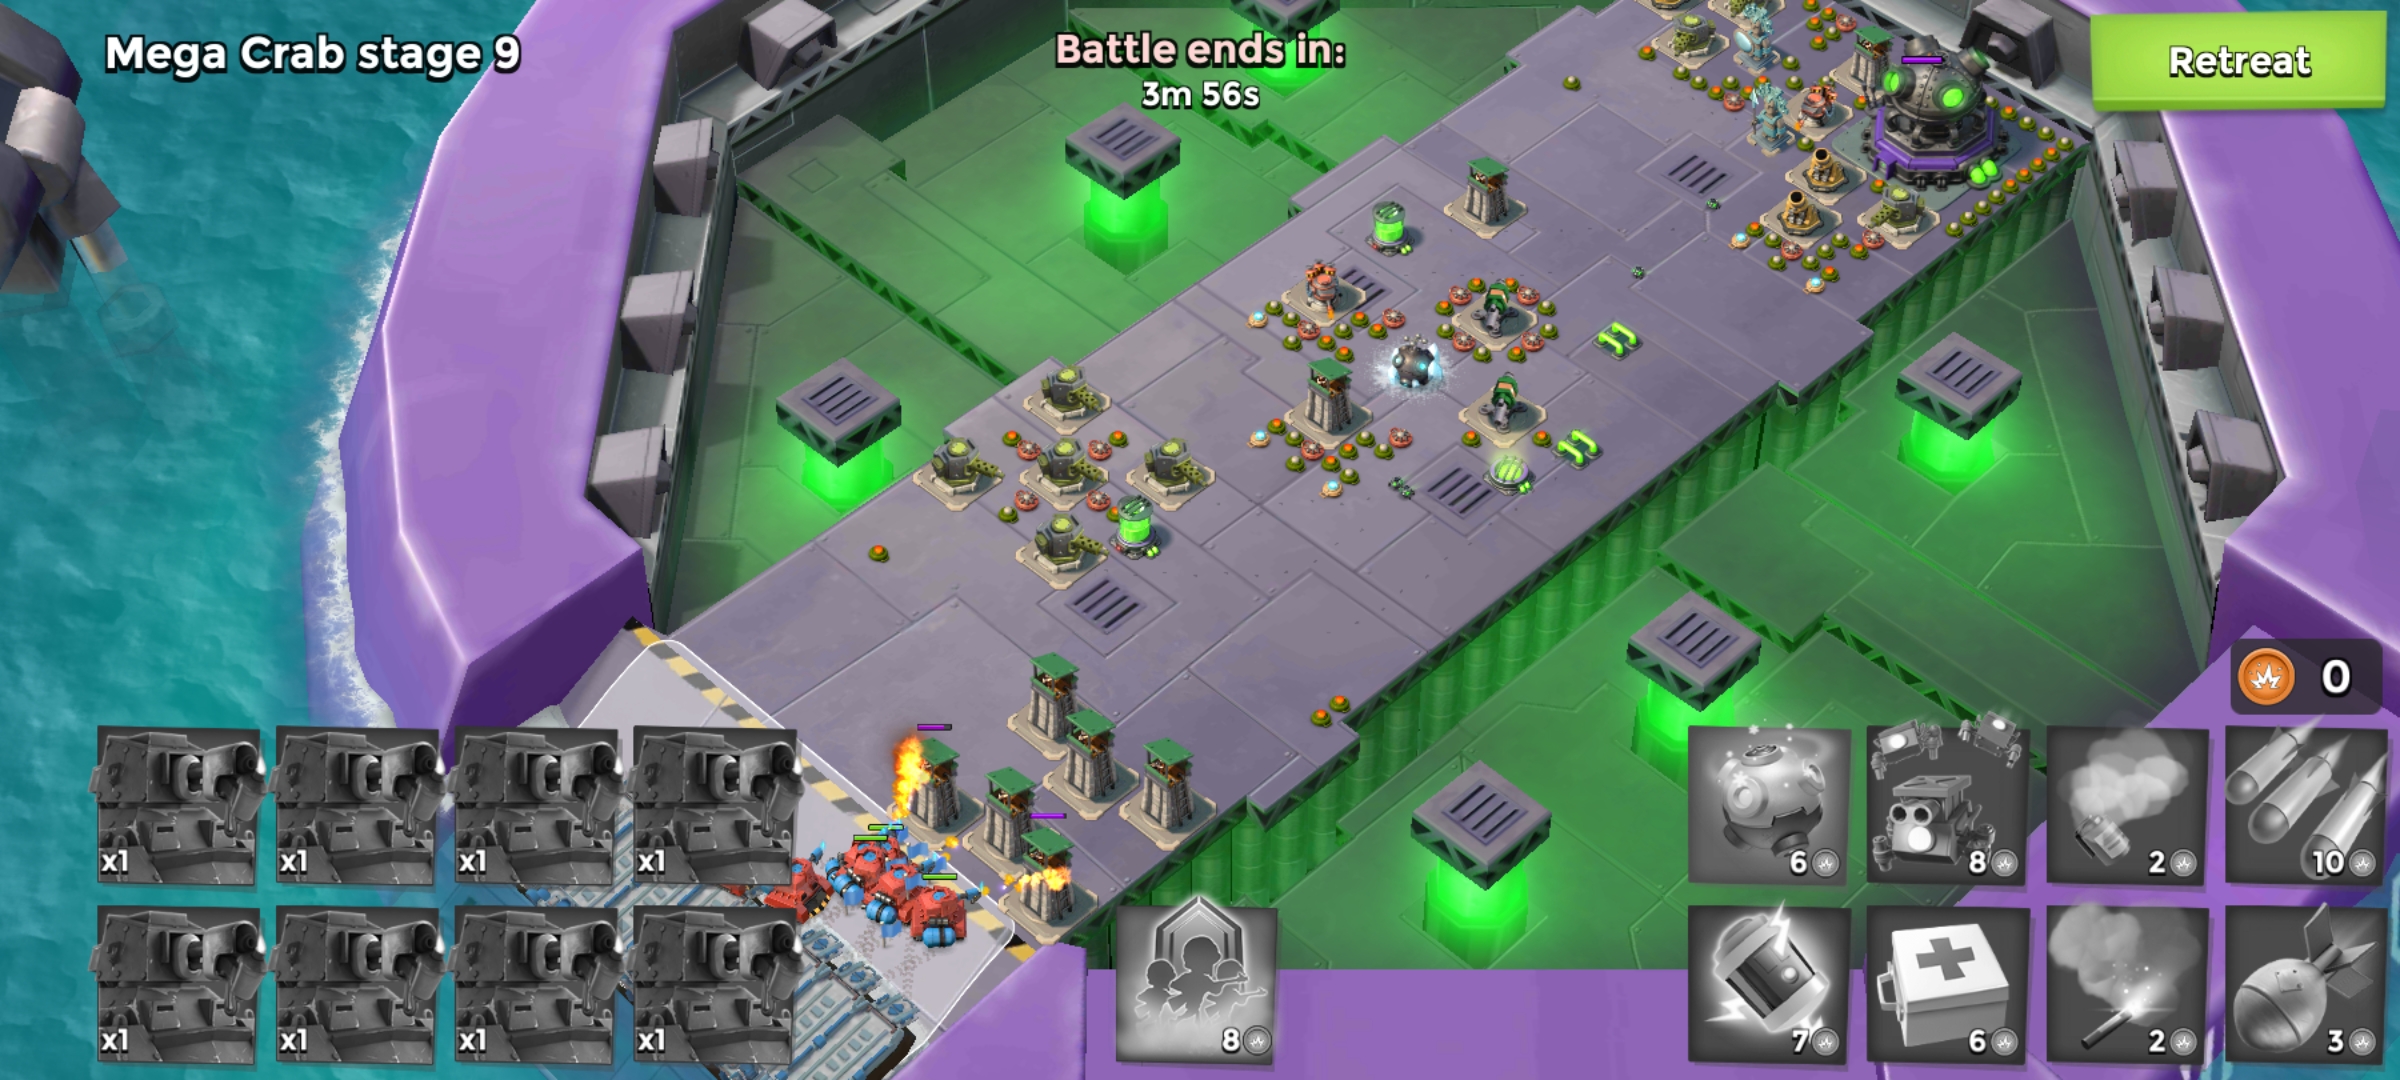 Mega Crab stage 9
Battle ends in:
3m 56s
Retreat
0
x1
x1
x1
x1
6
8
2
10
x1
x1
x1
x1
8
7
6
2
3